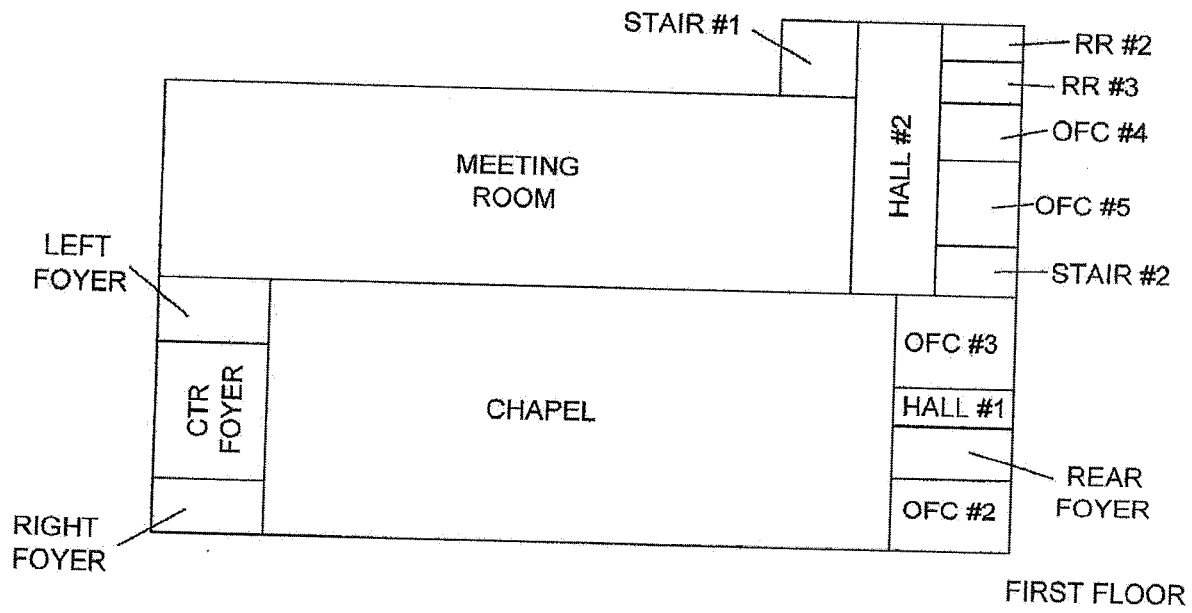 STAIR #1
RR #2
RR #3
OFC #4
HALL #2
MEETING
ROOM
OFC #5
LEFT
FOYER
STAIR #2
OFC #3
CTR
FOYER
CHAPEL
HALL #1
REAR
FOYER
OFC #2
RIGHT
FOYER
FIRST FLOOR